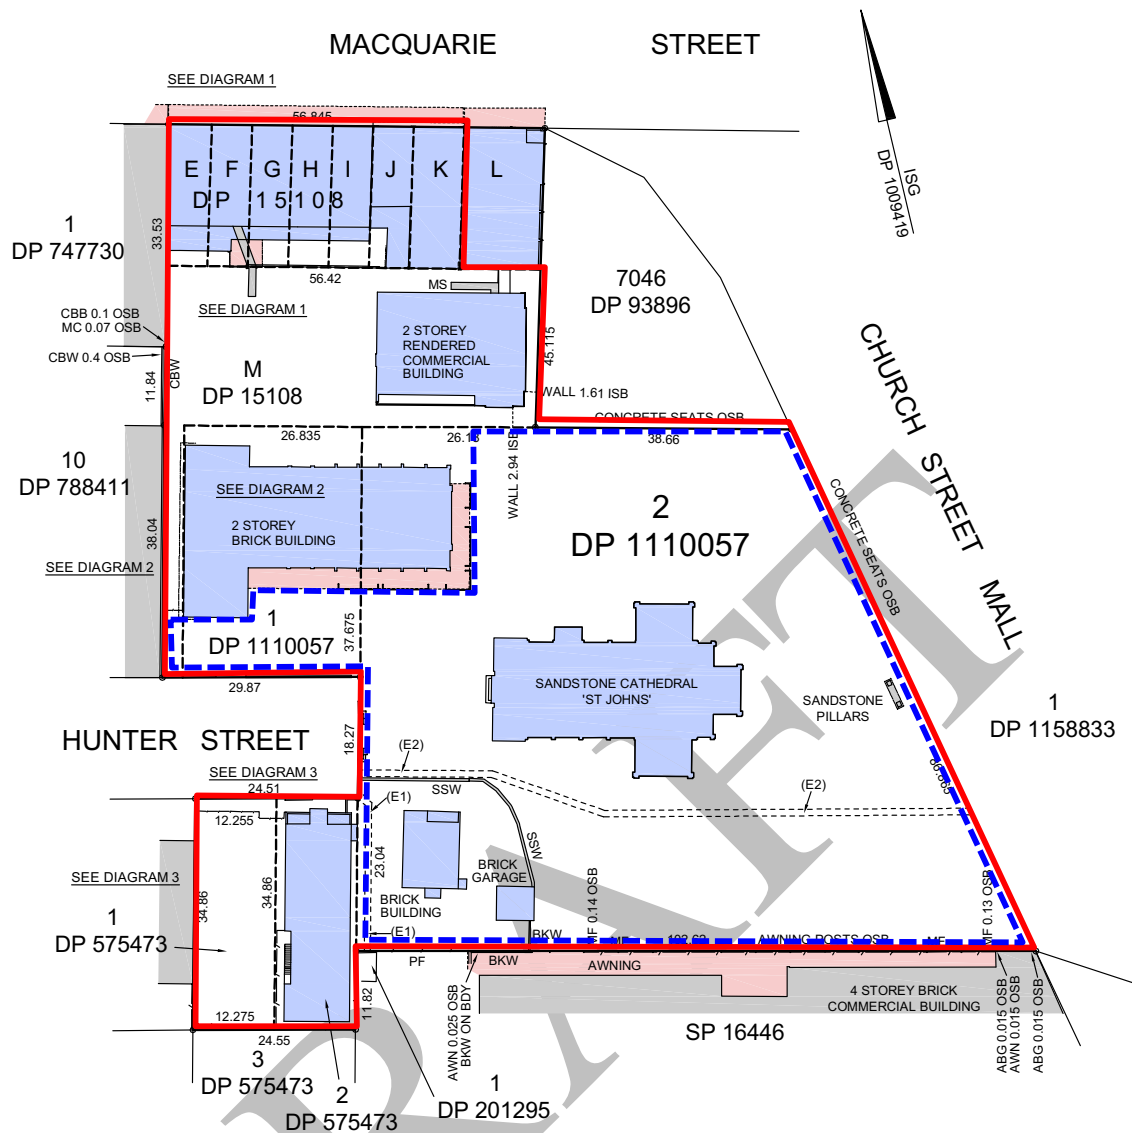 MACQUARIE STREET
SEE DIAGRAM 1
56.845
ISG
DP 1009419
E F G H I J K L
DP 15108
1
DP 747730
33.53
56.42
7046
DP 93896
MS
SEE DIAGRAM 1
CBB 0.1 OSB
MC 0.07 OSB
CBW 0.4 OSB
2 STOREY
RENDERED
COMMERCIAL
BUILDING
45.115
CHURCH STREET MALL
11.84
CBW
M
DP 15108
WALL 1.61 ISB
CONCRETE SEATS OSB
26.835
38.66
WALL 2.94 ISB
10
DP 788411
SEE DIAGRAM 2
2 STOREY
BRICK BUILDING
2
DP 1110057
CONCRETE SEATS OSB
38.04
SEE DIAGRAM 2
1
DP 1110057
37.675
29.87
SANDSTONE CATHEDRAL
'ST JOHNS'
SANDSTONE
PILLARS
1
DP 1158833
HUNTER STREET
18.27
(E2)
SEE DIAGRAM 3
24.51
SSW
(E1)
(E2)
12.255
SSW
23.04
BRICK
GARAGE
SEE DIAGRAM 3
34.86
34.86
BRICK
BUILDING
MF 0.14 OSB
MF 0.13 OSB
1
DP 575473
(E1)
BKW
AWNING POSTS OSB
PF
BKW
AWNING
11.82
4 STOREY BRICK
COMMERCIAL BUILDING
AWN 0.025 OSB
BKW ON BDY
ABG 0.015 OSB
AWN 0.015 OSB
ABG 0.015 OSB
SP 16446
12.275
24.55
3
DP 575473
2
DP 575473
1
DP 201295